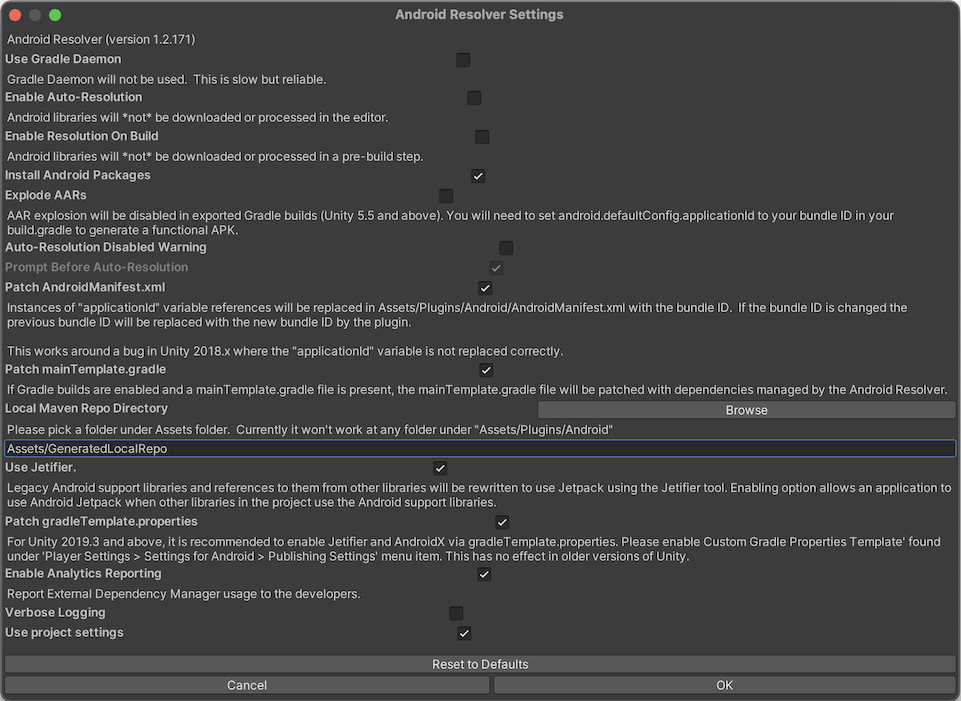 Android Resolver Settings
Android Resolver (version 1.2.171)
Use Gradle Daemon
Gradle Daemon will not be used.  This is slow but reliable.
Enable Auto-Resolution
Android libraries will *not* be downloaded or processed in the editor.
Enable Resolution On Build
Android libraries will *not* be downloaded or processed in a pre-build step.
Install Android Packages
Explode AARs
AAR explosion will be disabled in exported Gradle builds (Unity 5.5 and above). You will need to set android.defaultConfig.applicationId to your bundle ID in your
build.gradle to generate a functional APK.
Auto-Resolution Disabled Warning
Prompt Before Auto-Resolution
Patch AndroidManifest.xml
Instances of "applicationId" variable references will be replaced in Assets/Plugins/Android/AndroidManifest.xml with the bundle ID.  If the bundle ID is changed the
previous bundle ID will be replaced with the new bundle ID by the plugin.
This works around a bug in Unity 2018.x where the "applicationId" variable is not replaced correctly.
Patch mainTemplate.gradle
If Gradle builds are enabled and a mainTemplate.gradle file is present, the mainTemplate.gradle file will be patched with dependencies managed by the Android Resolver.
Local Maven Repo Directory
Browse
Please pick a folder under Assets folder.  Currently it won't work at any folder under "Assets/Plugins/Android"
Assets/GeneratedLocalRepo
Use Jetifier.
Legacy Android support libraries and references to them from other libraries will be rewritten to use Jetpack using the Jetifier tool. Enabling option allows an application to
use Android Jetpack when other libraries in the project use the Android support libraries.
Patch gradleTemplate.properties
For Unity 2019.3 and above, it is recommended to enable Jetifier and AndroidX via gradleTemplate.properties. Please enable Custom Gradle Properties Template' found
under 'Player Settings > Settings for Android > Publishing Settings' menu item. This has no effect in older versions of Unity.
Enable Analytics Reporting
Report External Dependency Manager usage to the developers.
Verbose Logging
Use project settings
Reset to Defaults
Cancel
OK